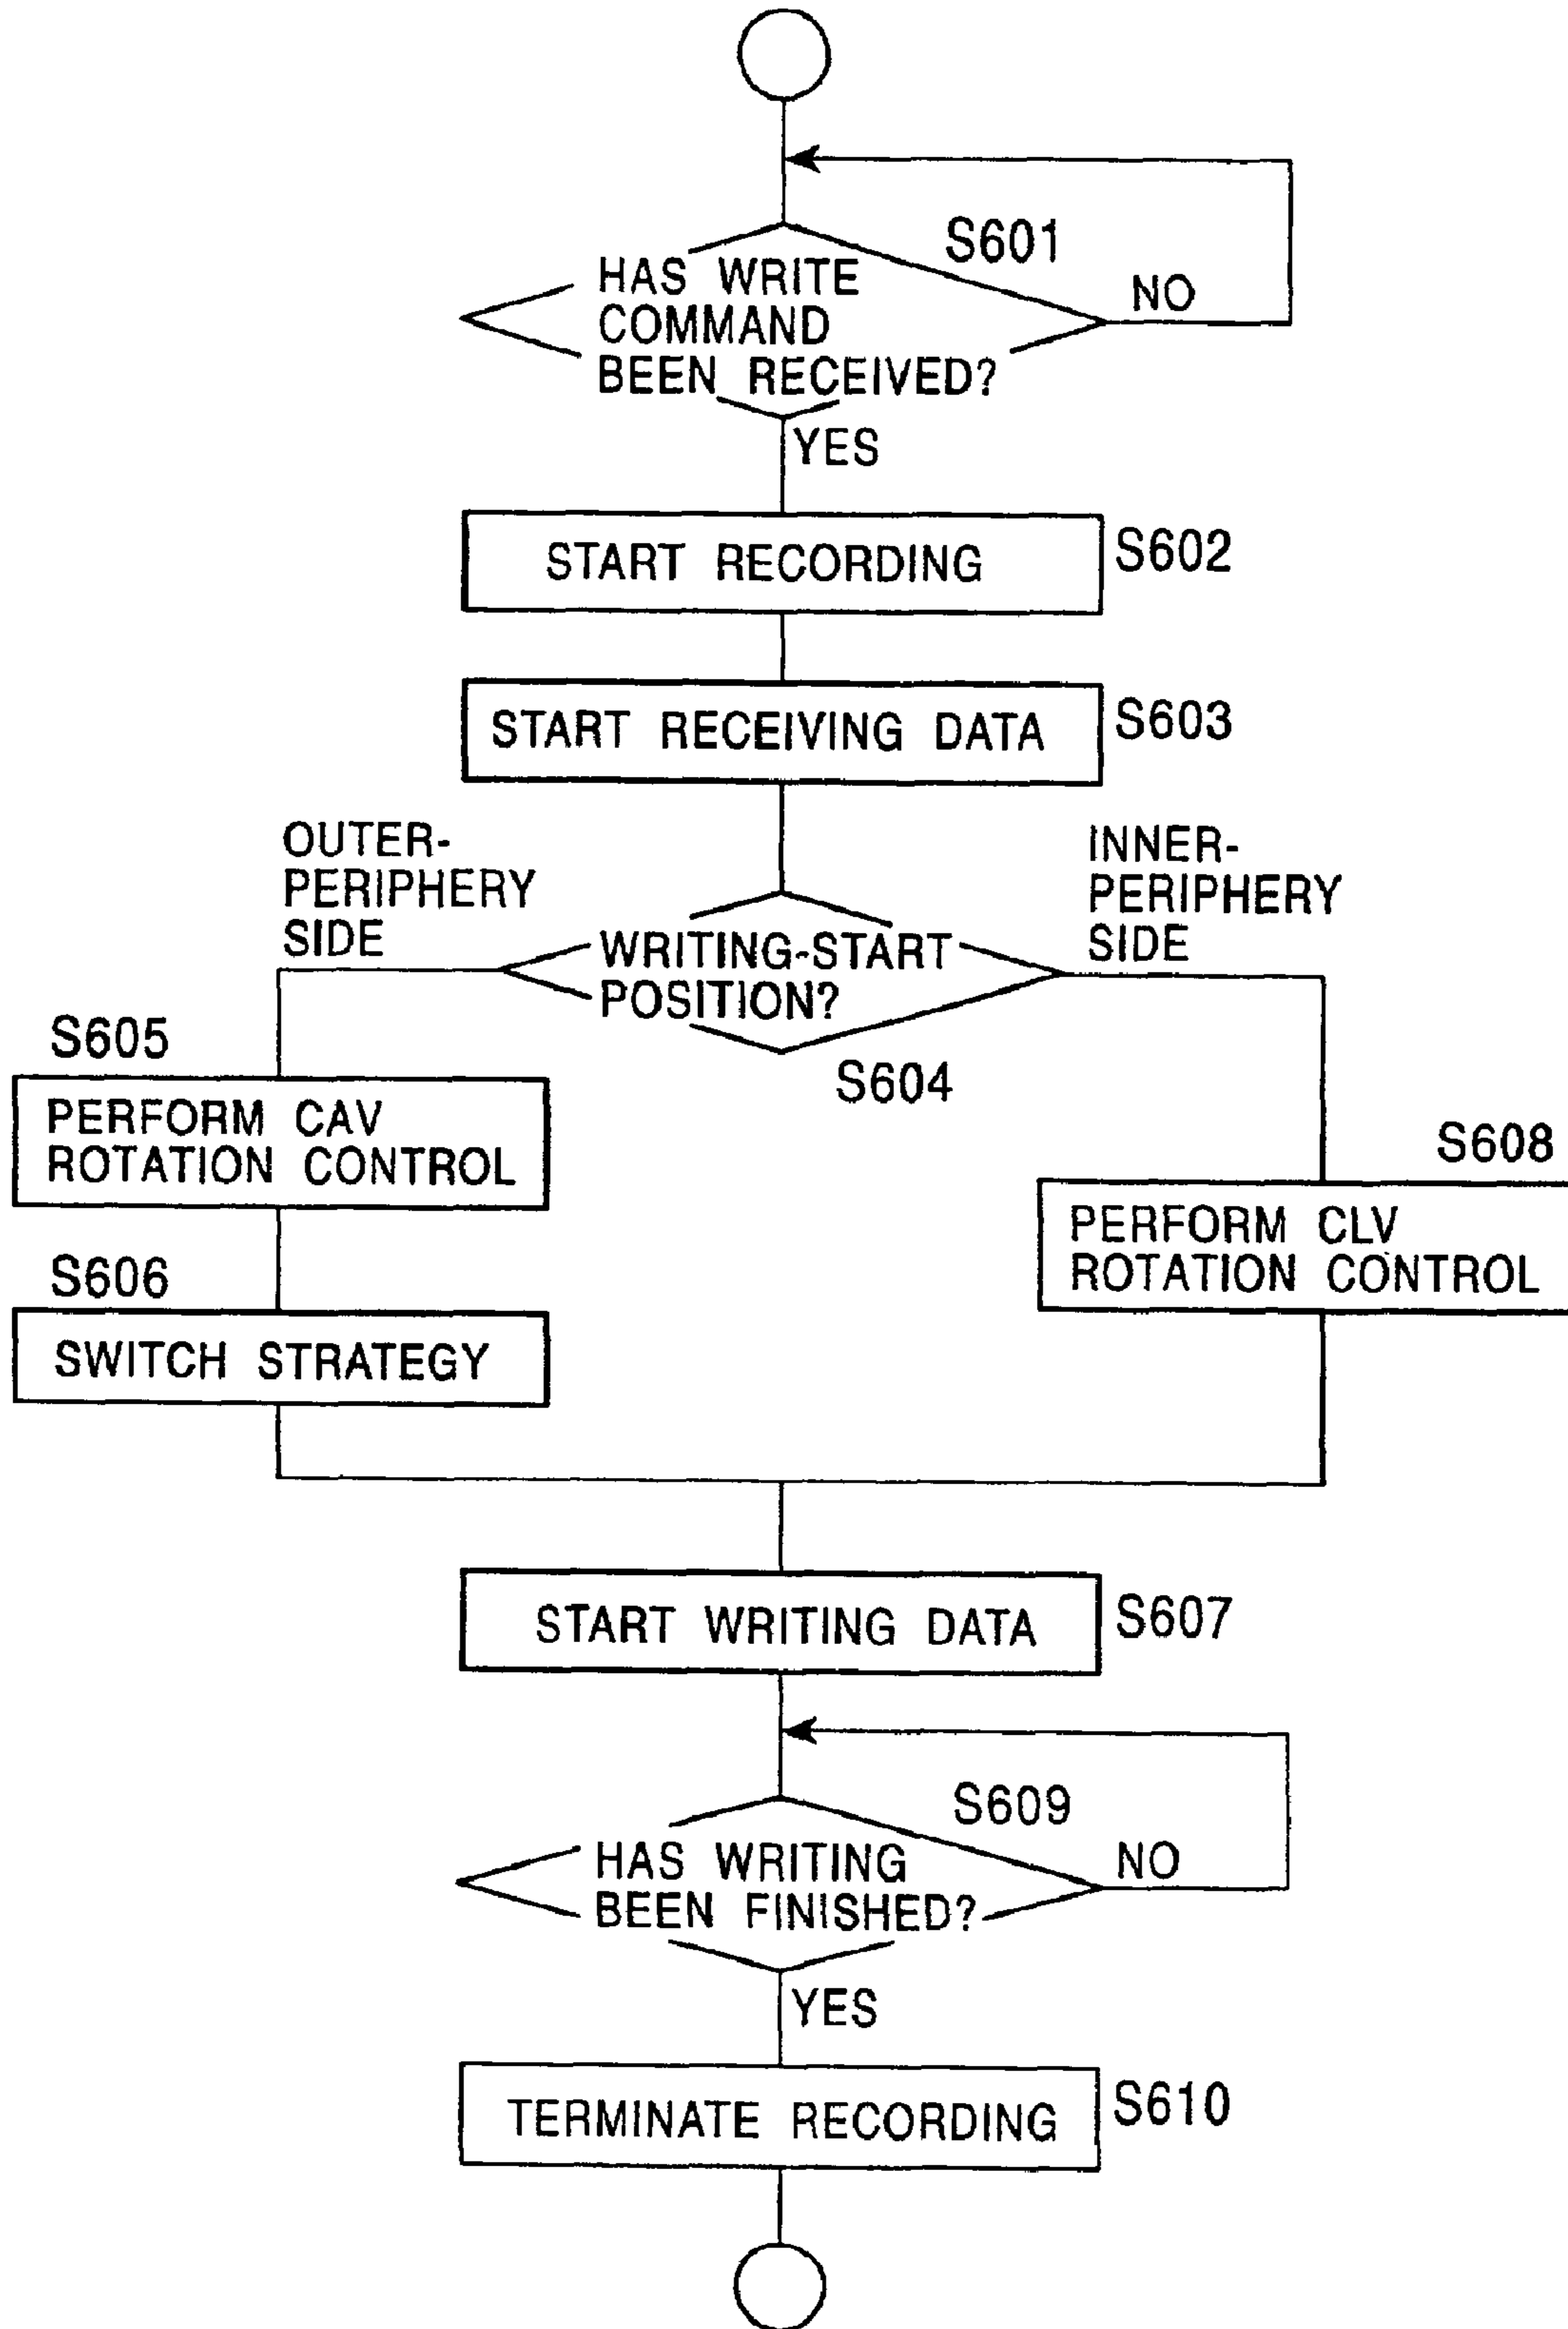 S601
HAS WRITE
COMMAND
BEEN RECEIVED?
NO
YES
START RECORDING
S602
START RECEIVING DATA
S603
OUTER-
PERIPHERY
SIDE
INNER-
PERIPHERY
SIDE
WRITING-START
POSITION?
S604
S605
PERFORM CAV
ROTATION CONTROL
S606
SWITCH STRATEGY
S608
PERFORM CLV
ROTATION CONTROL
START WRITING DATA
S607
S609
HAS WRITING
BEEN FINISHED?
NO
YES
TERMINATE RECORDING
S610